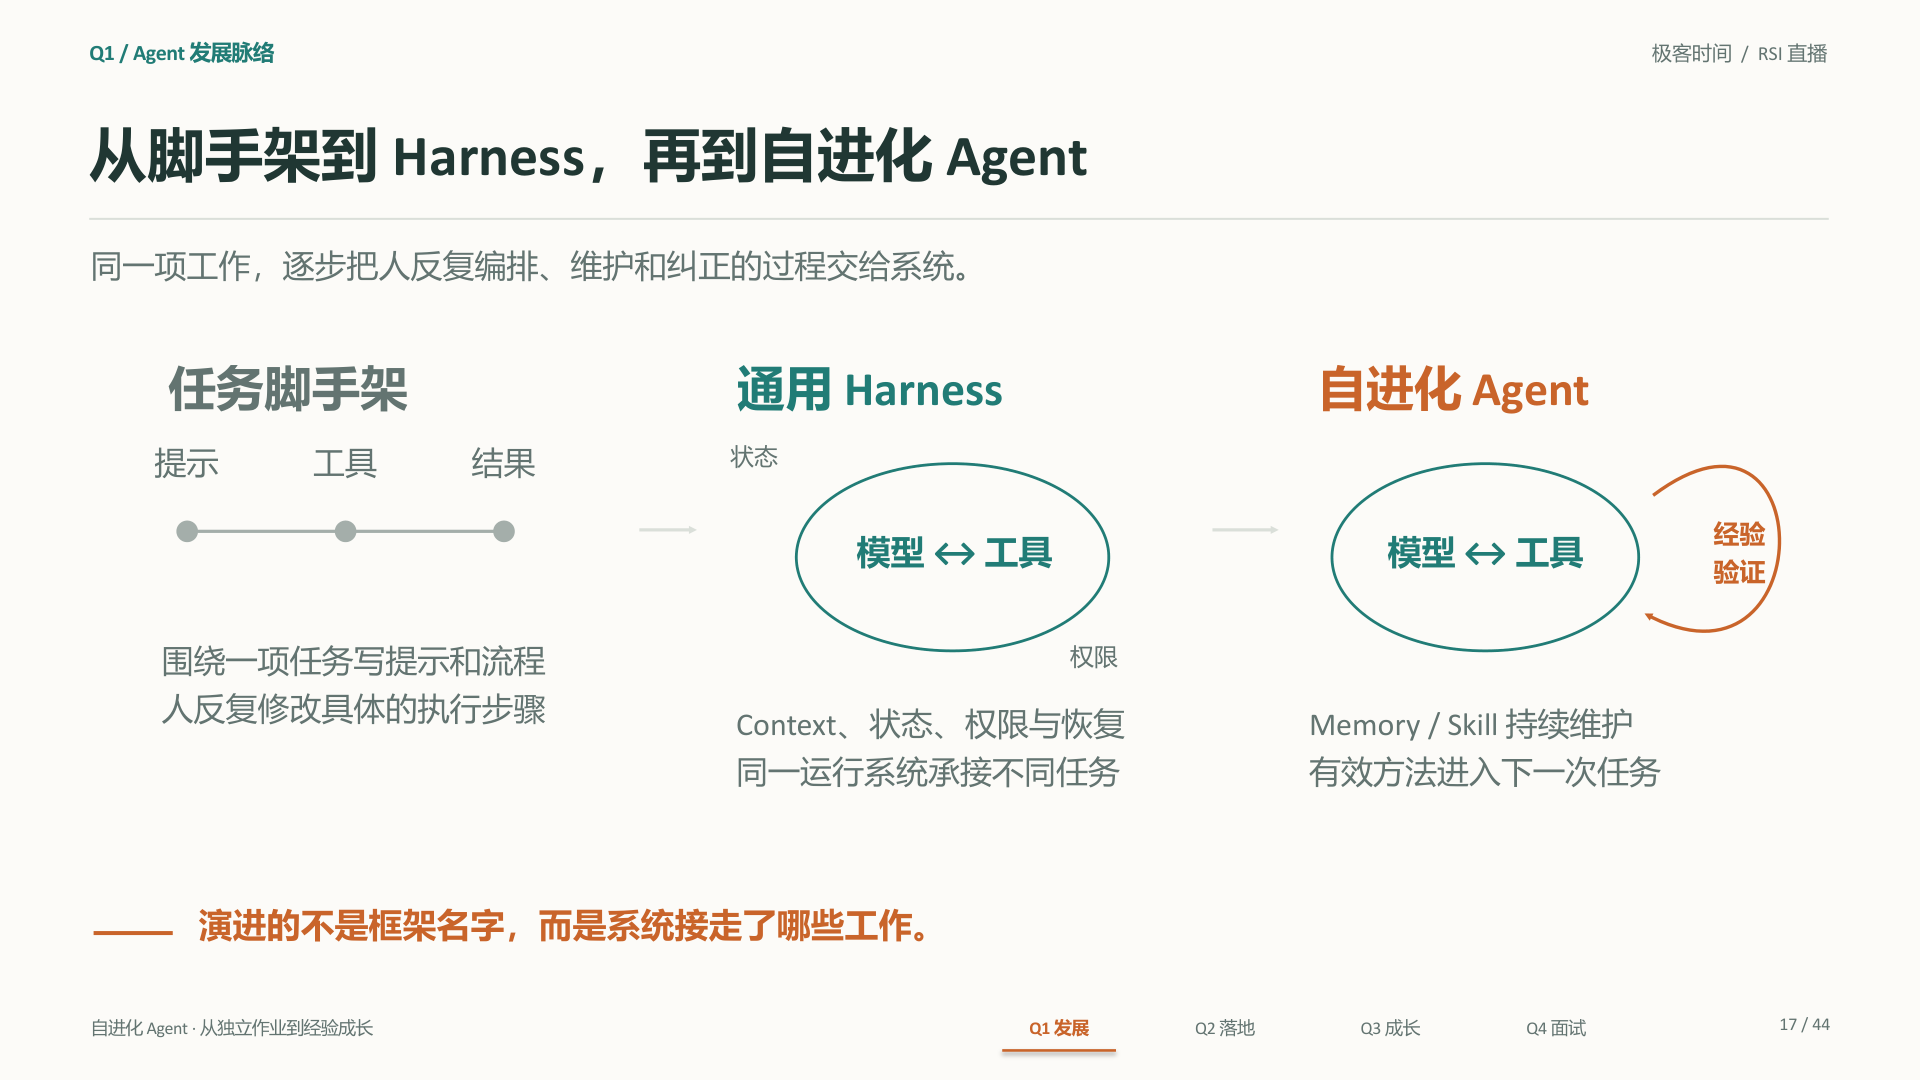 Q1 / Agent 发展脉络
极客时间 / RSI 直播
从脚手架到 Harness，再到自进化 Agent
同一项工作，逐步把人反复编排、维护和纠正的过程交给系统。
任务脚手架
提示
工具
结果
围绕一项任务写提示和流程
人反复修改具体的执行步骤
通用 Harness
状态
模型 ↔ 工具
权限
Context、状态、权限与恢复
同一运行系统承接不同任务
自进化 Agent
模型 ↔ 工具
经验
验证
Memory / Skill 持续维护
有效方法进入下一次任务
演进的不是框架名字，而是系统接走了哪些工作。
自进化 Agent · 从独立作业到经验成长
Q1 发展
Q2 落地
Q3 成长
Q4 面试
17 / 44